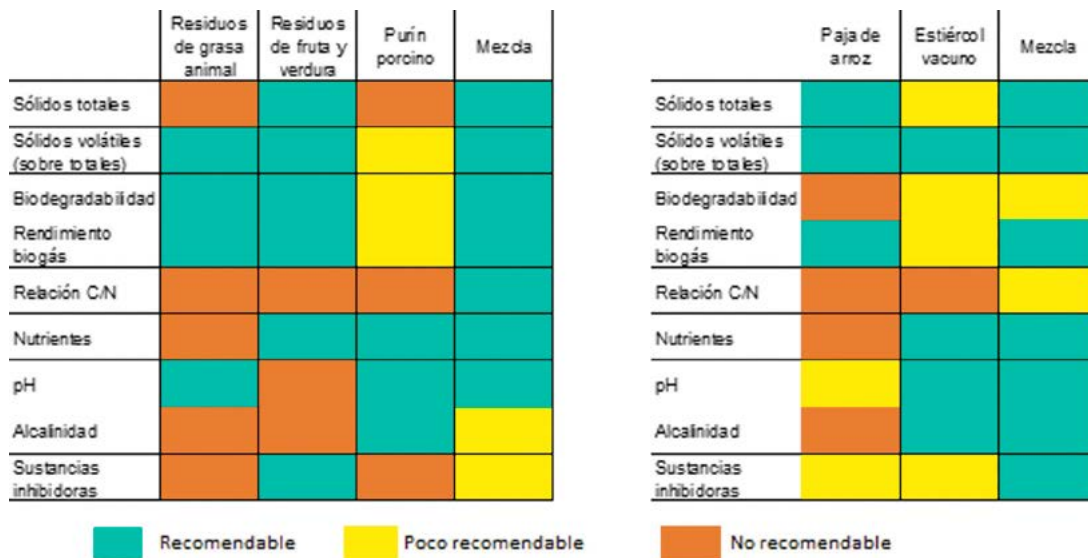 Residuos
de grasa
animal
Residuos
de fruta y
verdura
Purín
porcino
Mezcla
Sólidos totales
Sólidos volátiles
(sobre totales)
Biodegradabilidad
Rendimiento
biogás
Relación C/N
Nutrientes
pH
Alcalinidad
Sustancias
inhibidoras
Paja de
arroz
Estiércol
vacuno
Mezcla
Sólidos totales
Sólidos volátiles
(sobre totales)
Biodegradabilidad
Rendimiento
biogás
Relación C/N
Nutrientes
pH
Alcalinidad
Sustancias
inhibidoras
Recomendable
Poco recomendable
No recomendable